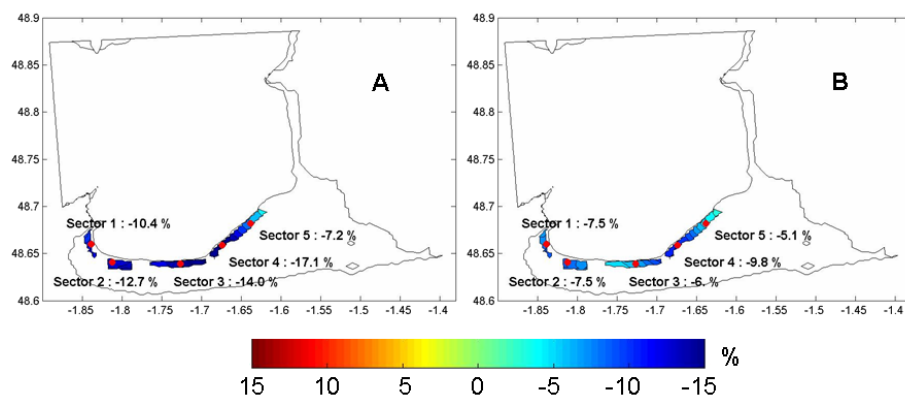 48.9
48.85
48.8
48.75
48.7
48.65
48.6
A
Sector 1 : -10.4 %
Sector 5 : -7.2 %
Sector 4 : -17.1 %
Sector 2 : -12.7 %
Sector 3 : -14.0 %
-1.85 -1.8 -1.75 -1.7 -1.65 -1.6 -1.55 -1.5 -1.45 -1.4
48.9
48.85
48.8
48.75
48.7
48.65
48.6
B
Sector 1 : -7.5 %
Sector 5 : -5.1 %
Sector 4 : -9.8 %
Sector 2 : -7.5 %
Sector 3 : -6. %
-1.85 -1.8 -1.75 -1.7 -1.65 -1.6 -1.55 -1.5 -1.45 -1.4
%
15 10 5 0 -5 -10 -15